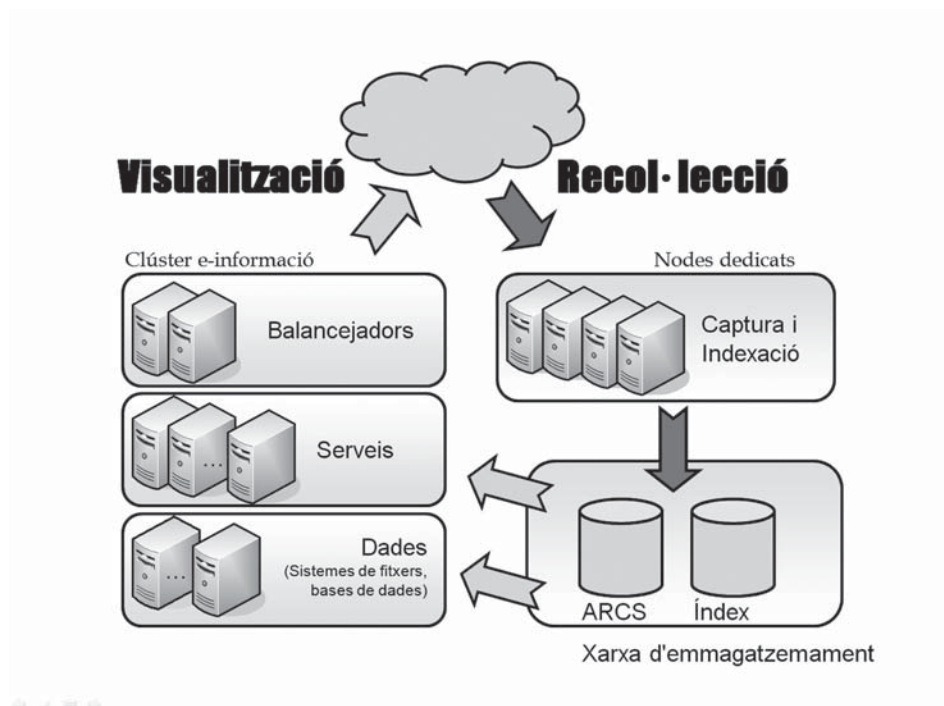 Visualització
Recol·lecció
Clúster e-informació
Balancejadors
Serveis
...
Dades
(Sistemes de fitxers,
bases de dades)
...
Nodes dedicats
Captura i
Indexació
ARCS
Índex
Xarxa d'emmagatzemament